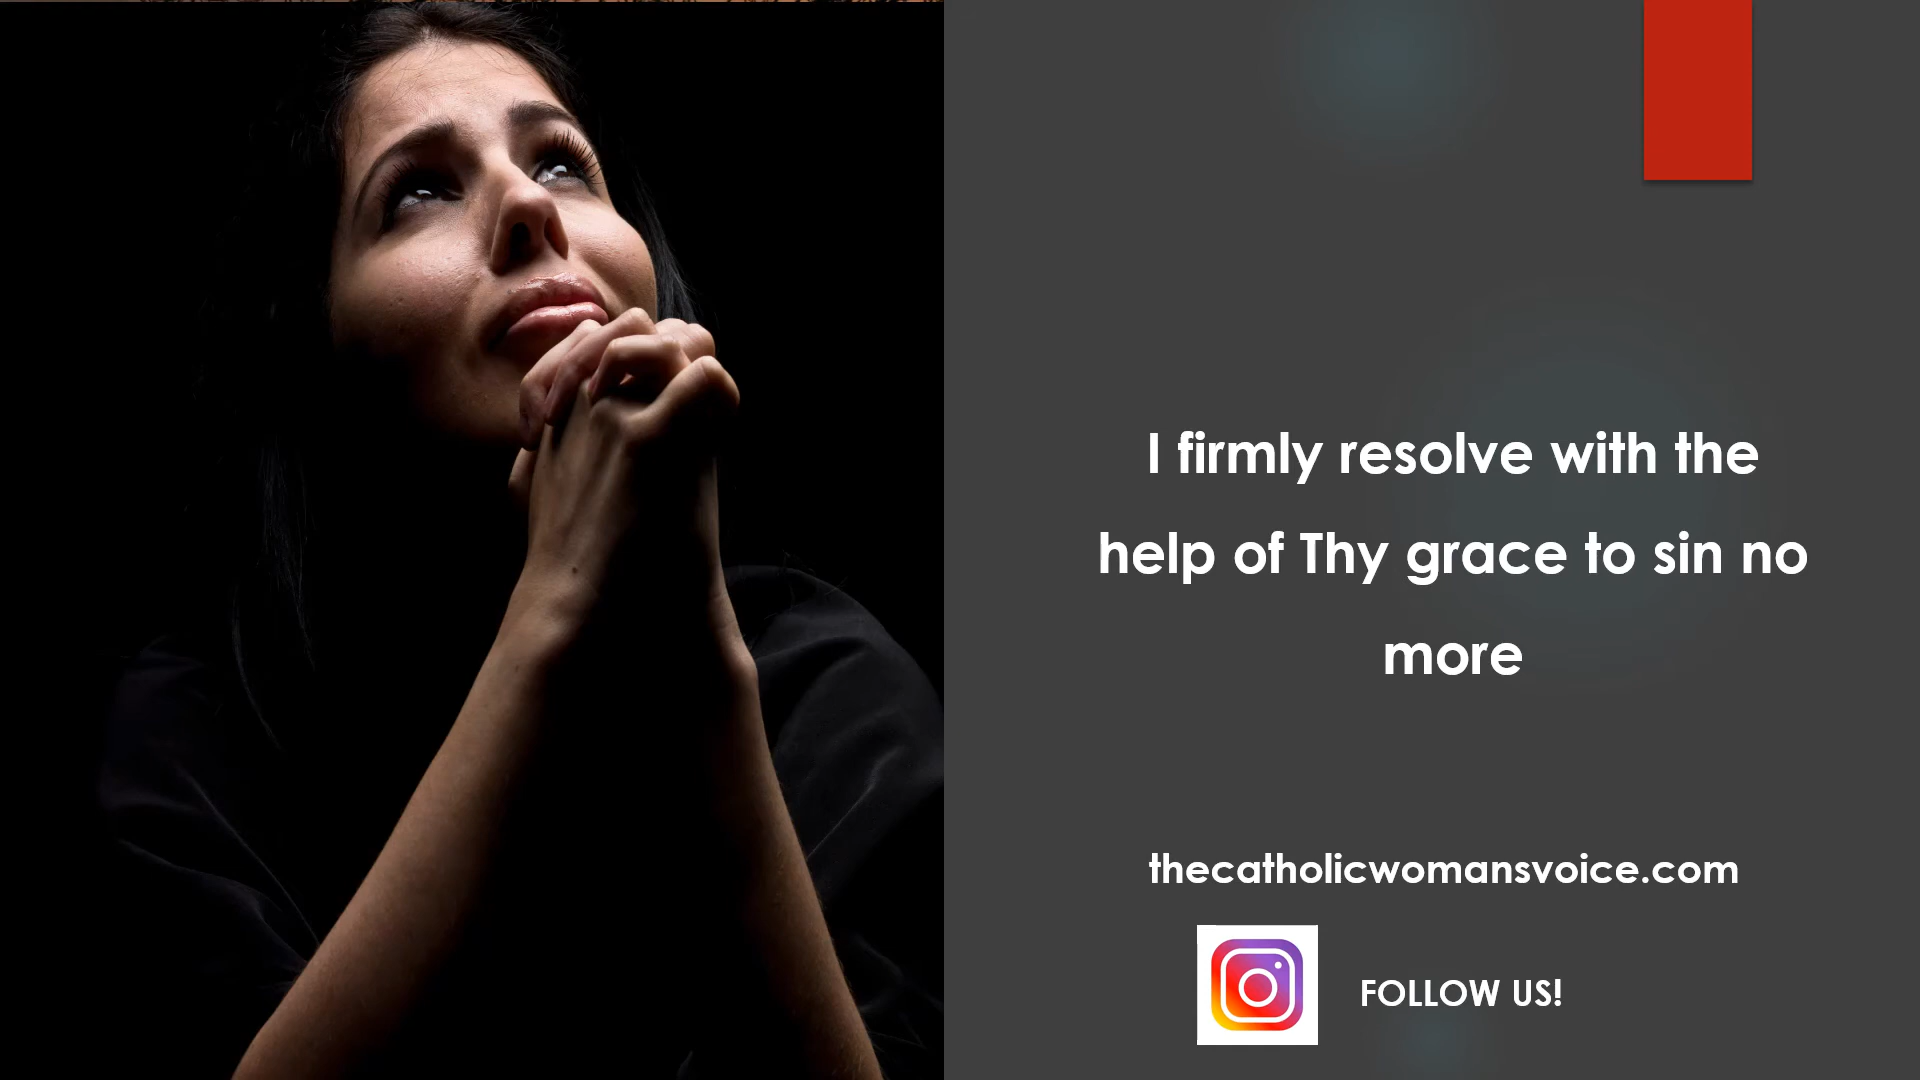 I firmly resolve with the
help of Thy grace to sin no
more
thecatholicwomansvoice.com
FOLLOW US!